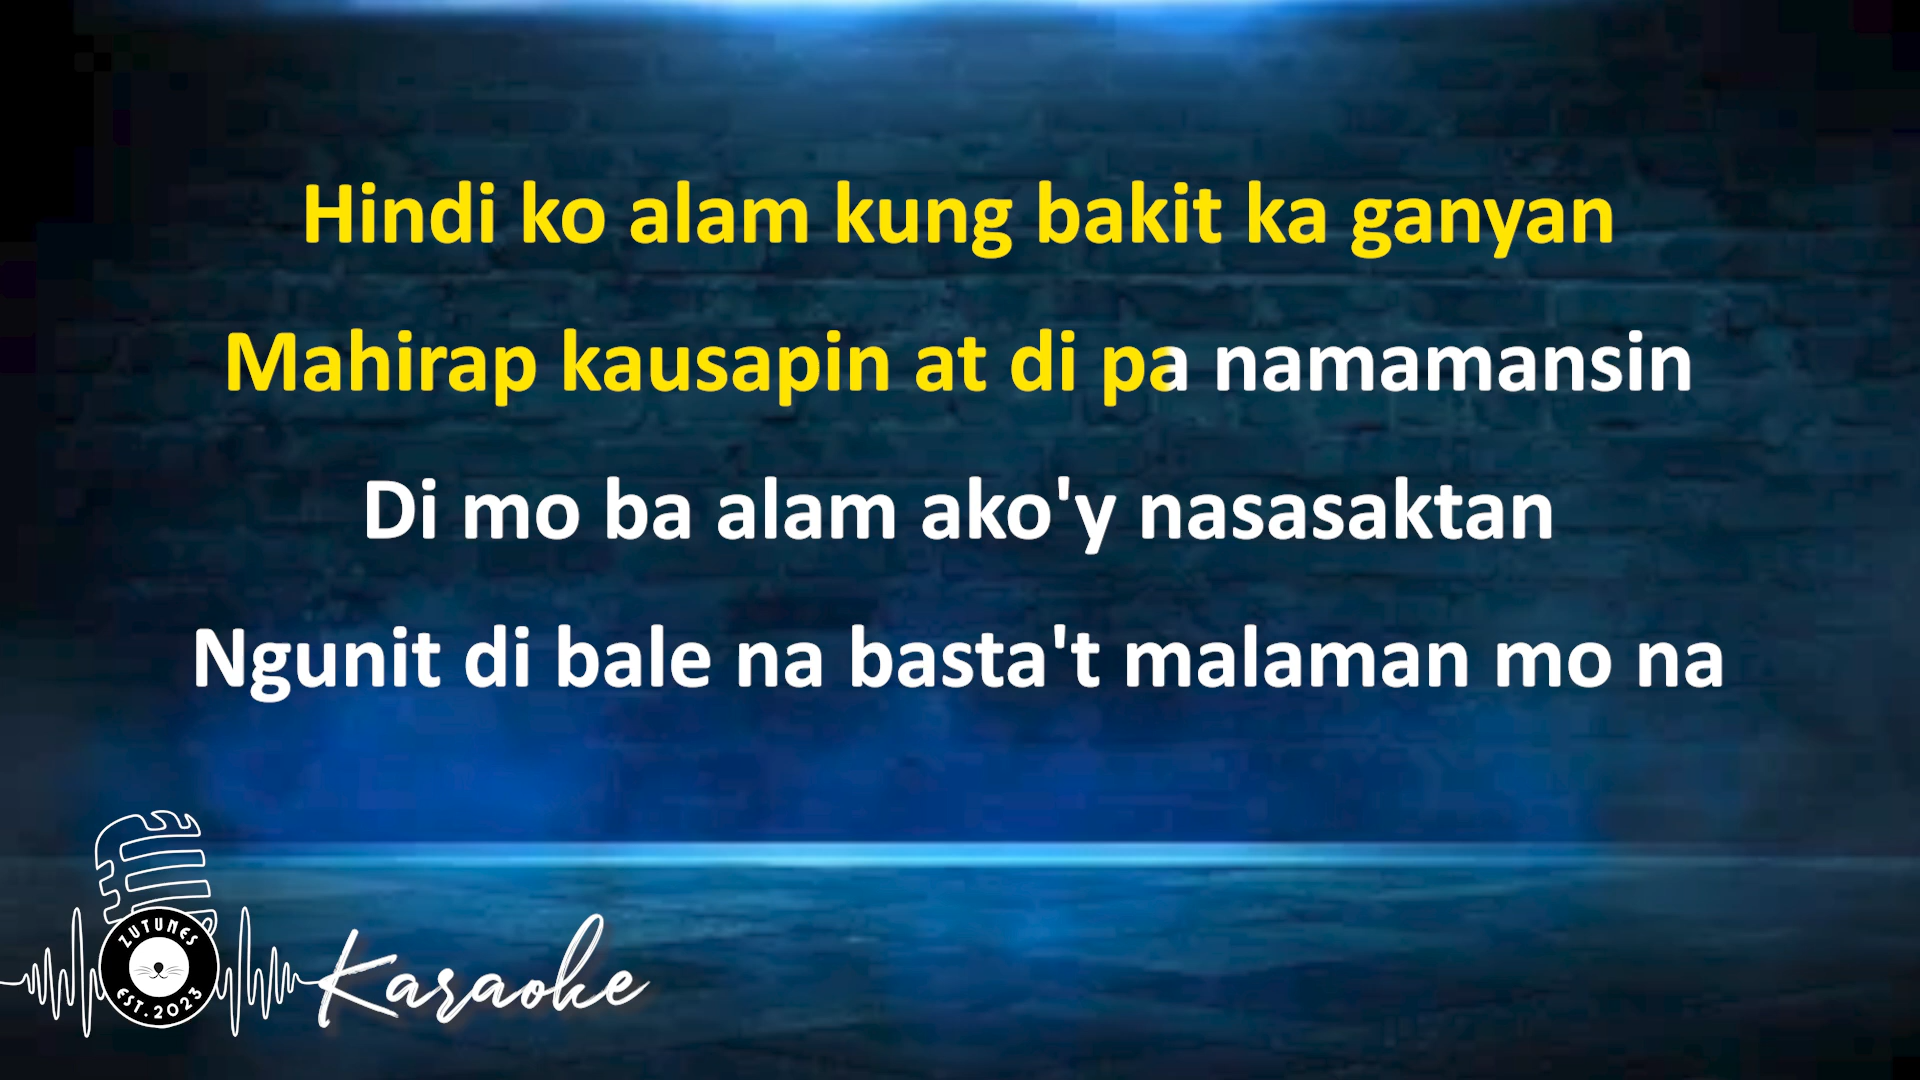 Hindi ko alam kung bakit ka ganyan
Mahirap kausapin at di pa namamansin
Di mo ba alam ako'y nasasaktan
Ngunit di bale na basta't malaman mo na
ZUTUNES
EST. 2023
Karaoke